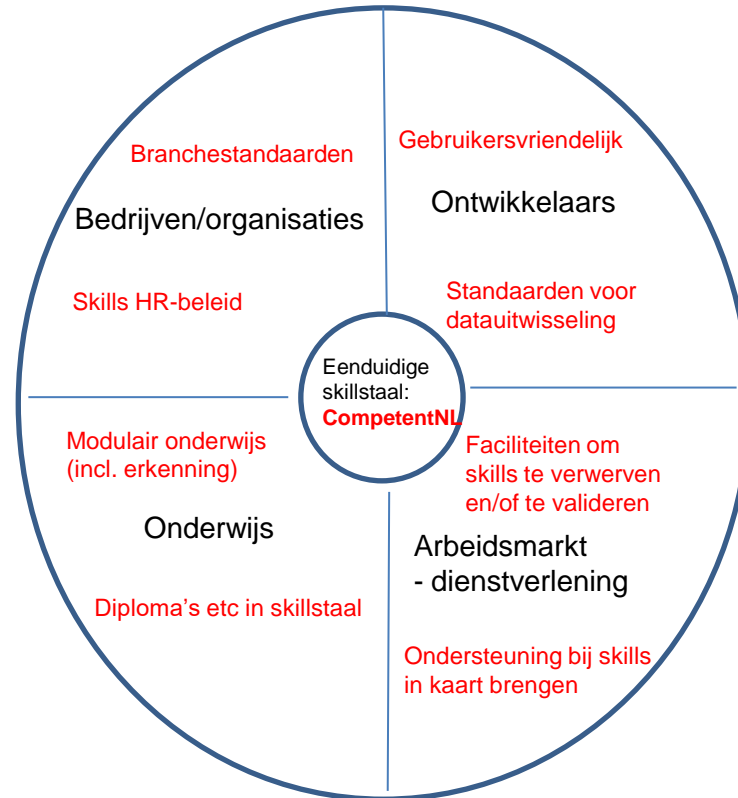 Branchestandaarden
Bedrijven/organisaties
Skills HR-beleid
Gebruikersvriendelijk
Ontwikkelaars
Standaarden voor
datauitwisseling
Eenduidige
skillstaal:
CompetentNL
Modulair onderwijs
(incl. erkenning)
Onderwijs
Diploma’s etc in skillstaal
Faciliteiten om
skills te verwerven
en/of te valideren
Arbeidsmarkt
- dienstverlening
Ondersteuning bij skills
in kaart brengen